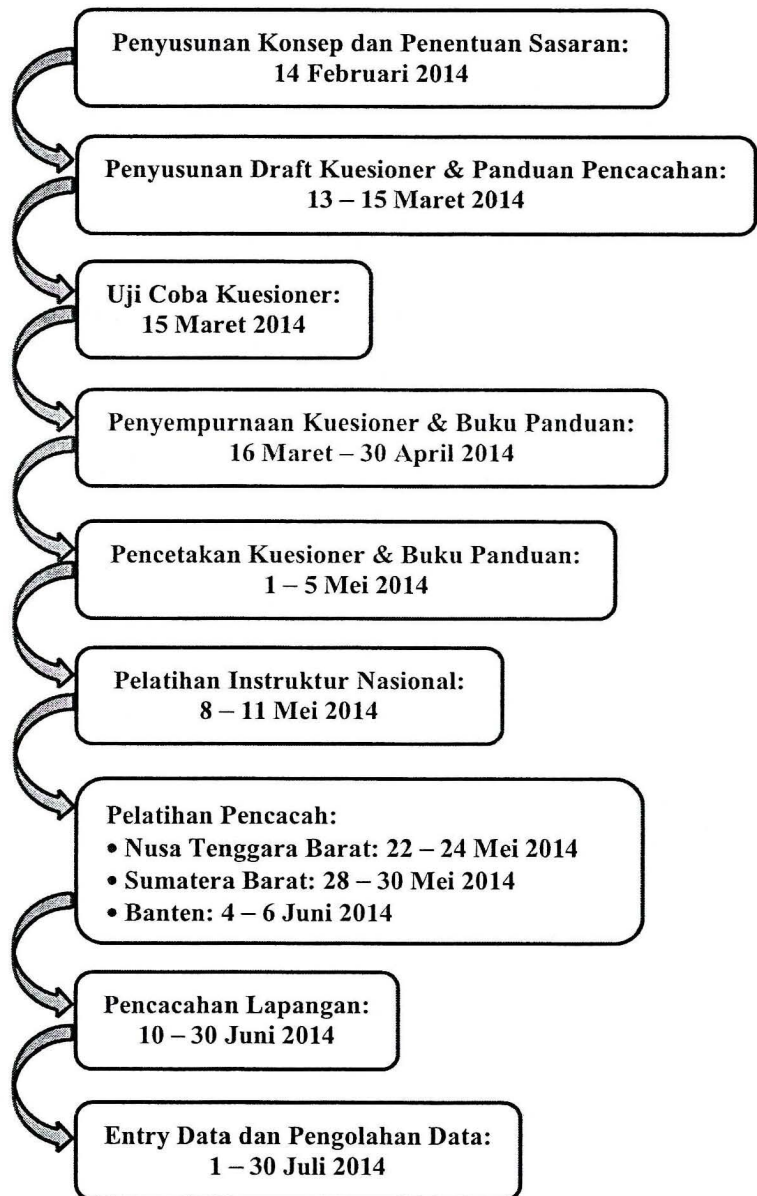 Penyusunan Konsep dan Penentuan Sasaran:
14 Februari 2014
Penyusunan Draft Kuesioner & Panduan Pencacahan:
13 – 15 Maret 2014
Uji Coba Kuesioner:
15 Maret 2014
Penyempurnaan Kuesioner & Buku Panduan:
16 Maret – 30 April 2014
Pencetakan Kuesioner & Buku Panduan:
1 – 5 Mei 2014
Pelatihan Instruktur Nasional:
8 – 11 Mei 2014
Pelatihan Pencacah:
• Nusa Tenggara Barat: 22 – 24 Mei 2014
• Sumatera Barat: 28 – 30 Mei 2014
• Banten: 4 – 6 Juni 2014
Pencacahan Lapangan:
10 – 30 Juni 2014
Entry Data dan Pengolahan Data:
1 – 30 Juli 2014